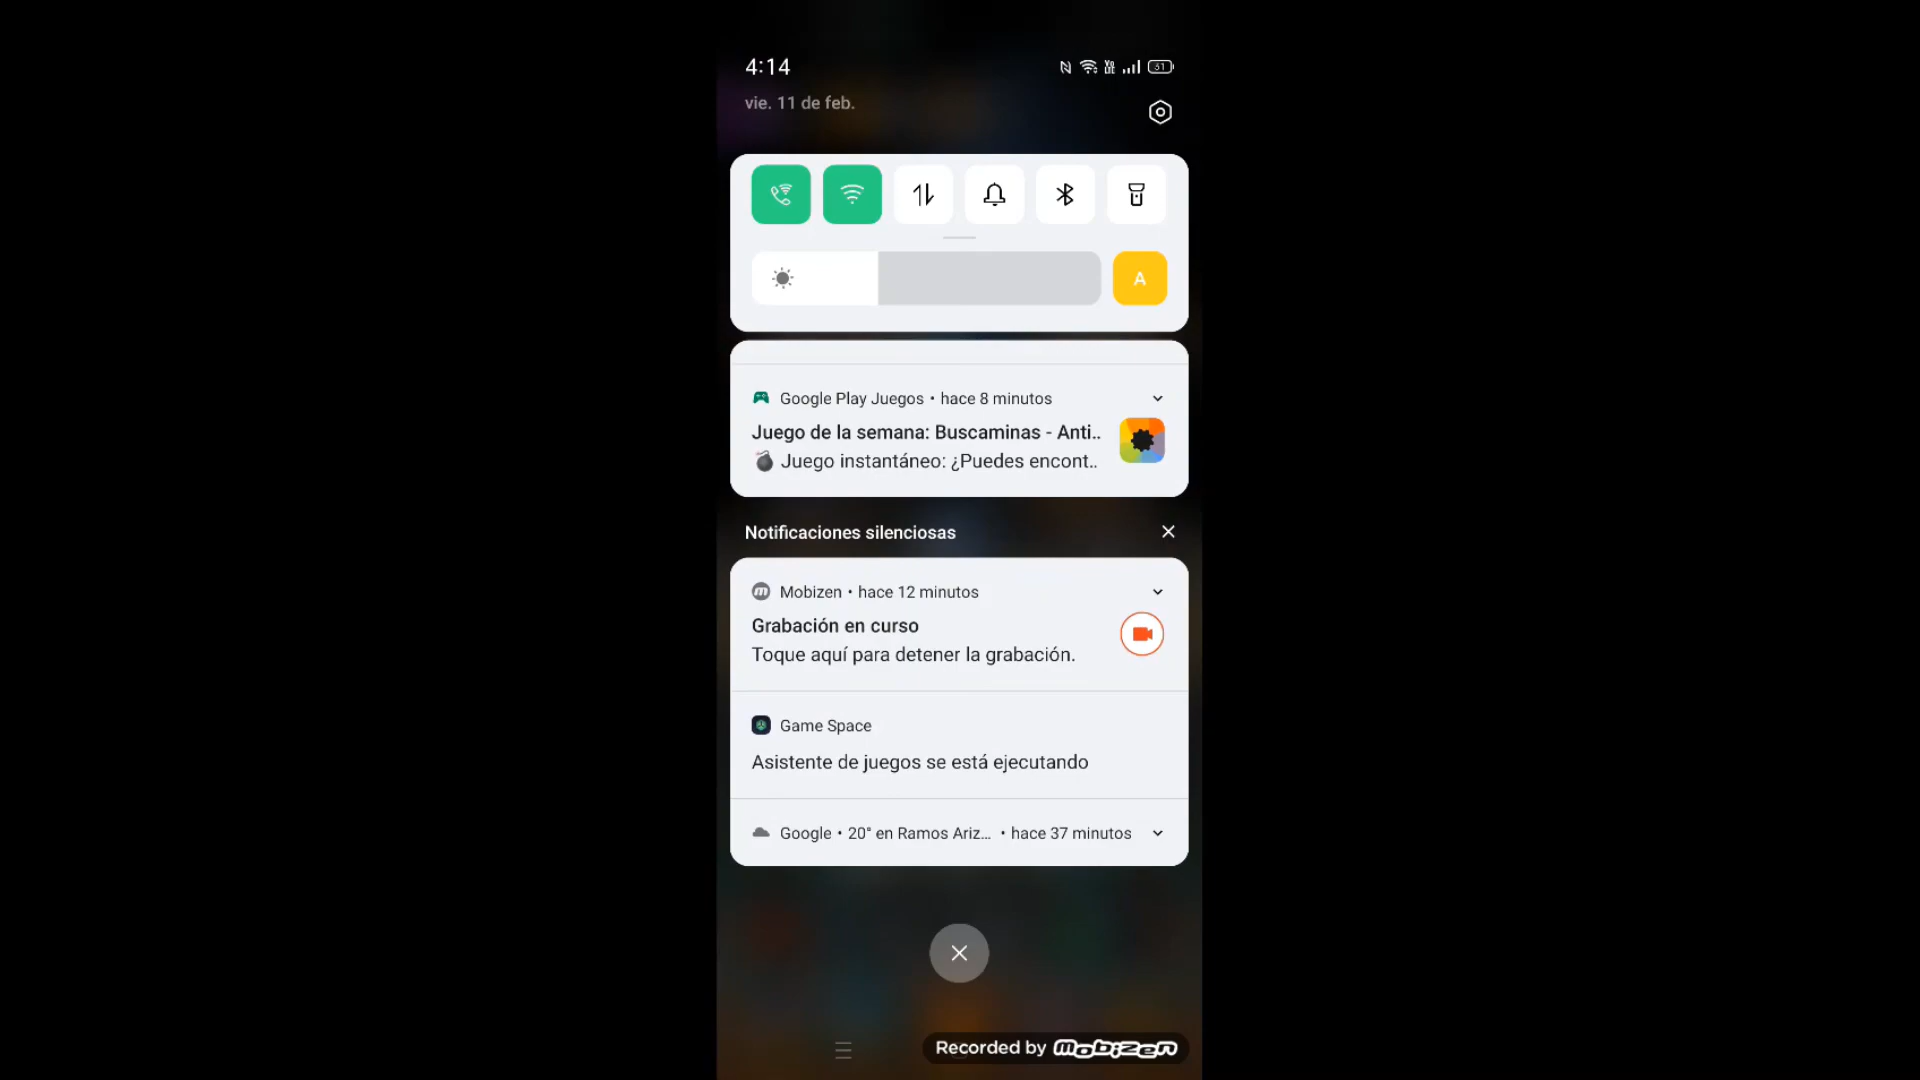 4:14
vie. 11 de feb.
31
A
Google Play Juegos • hace 8 minutos
Juego de la semana: Buscaminas - Anti..
Juego instantáneo: ¿Puedes encont..
Notificaciones silenciosas
Mobizen • hace 12 minutos
Grabación en curso
Toque aquí para detener la grabación.
Game Space
Asistente de juegos se está ejecutando
Google • 20° en Ramos Ariz... • hace 37 minutos
Recorded by mobizen